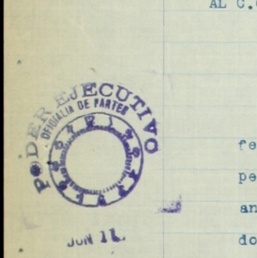 AL C.
PODER EJECUTIVO
OFICIALIA DE PARTES
JUN 11
fe
pe
an
do